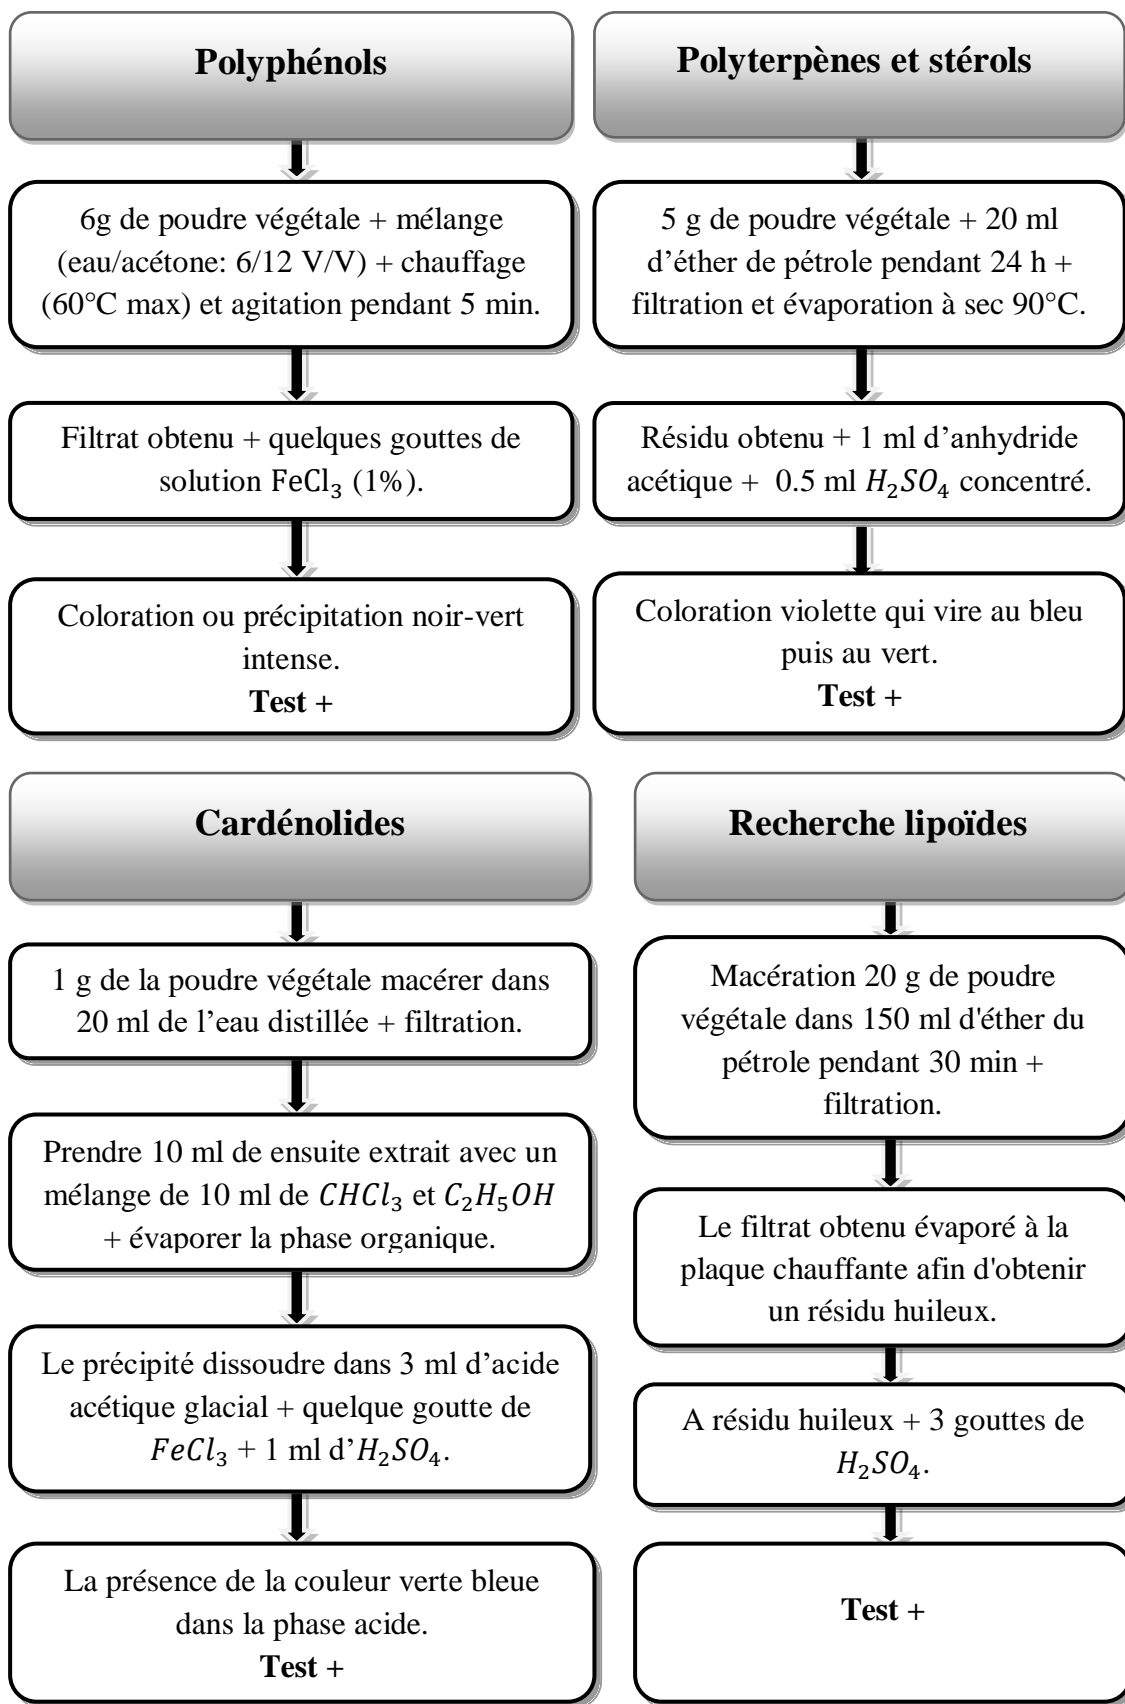 Polyphénols
6g de poudre végétale + mélange
(eau/acétone: 6/12 V/V) + chauffage
(60°C max) et agitation pendant 5 min.
Filtrat obtenu + quelques gouttes de
solution FeCl₃ (1%).
Coloration ou précipitation noir-vert
intense.
Test +
Polyterpènes et stérols
5 g de poudre végétale + 20 ml
d’éther de pétrole pendant 24 h +
filtration et évaporation à sec 90°C.
Résidu obtenu + 1 ml d’anhydride
acétique + 0.5 ml H₂SO₄ concentré.
Coloration violette qui vire au bleu
puis au vert.
Test +
Cardénolides
1 g de la poudre végétale macérer dans
20 ml de l’eau distillée + filtration.
Prendre 10 ml de ensuite extrait avec un
mélange de 10 ml de CHCl₃ et C₂H₅OH
+ évaporer la phase organique.
Le précipité dissoudre dans 3 ml d’acide
acétique glacial + quelque goutte de
FeCl₃ + 1 ml d’H₂SO₄.
La présence de la couleur verte bleue
dans la phase acide.
Test +
Recherche lipoïdes
Macération 20 g de poudre
végétale dans 150 ml d'éther du
pétrole pendant 30 min +
filtration.
Le filtrat obtenu évaporé à la
plaque chauffante afin d'obtenir
un résidu huileux.
A résidu huileux + 3 gouttes de
H₂SO₄.
Test +